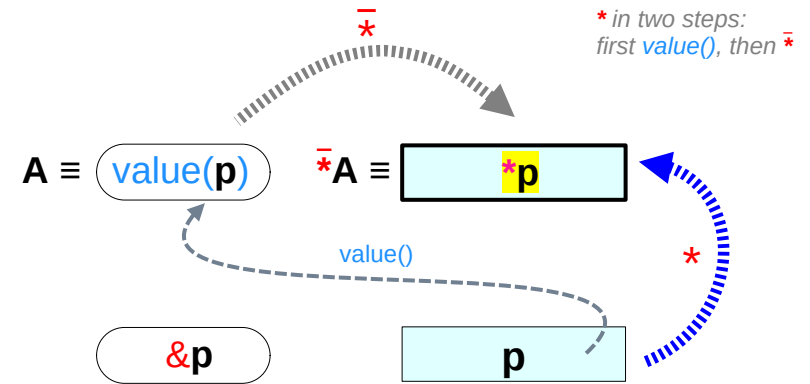 *̅
* in two steps:
first value(), then *̅
A ≡ value(p) *̅A ≡ *p
value()
*
&p p